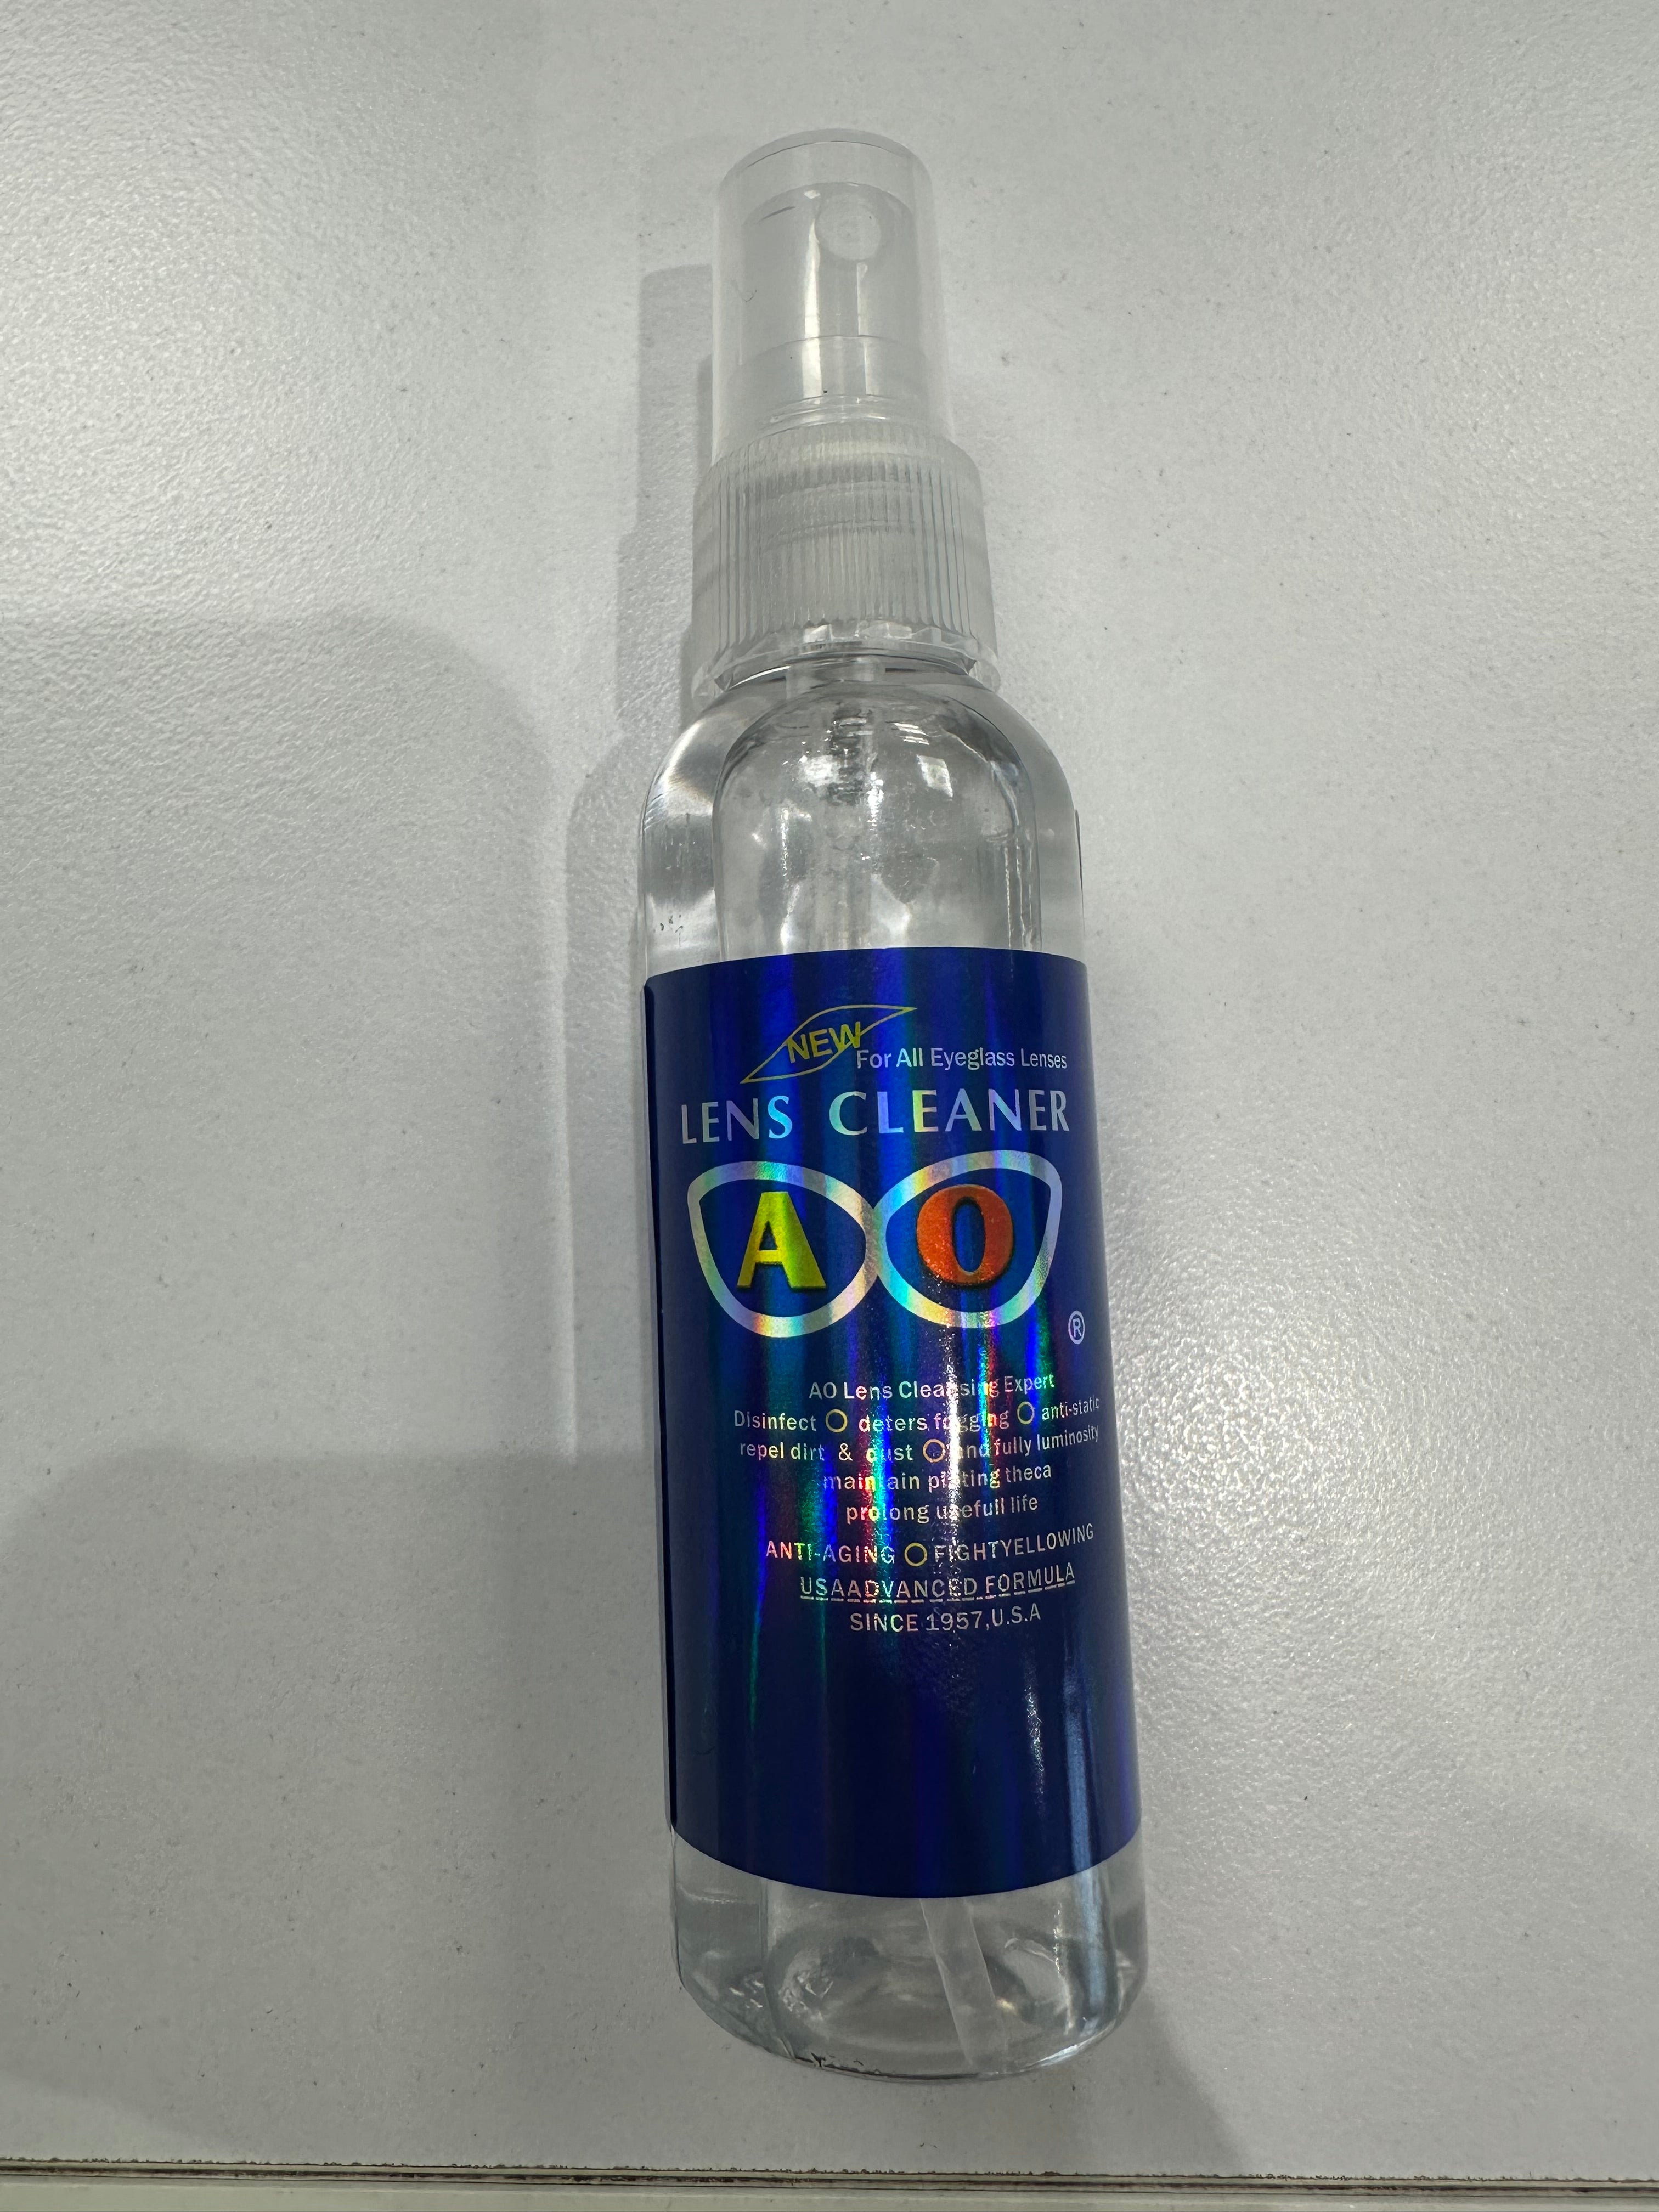 NEW
For All Eyeglass Lenses
LENS CLEANER
A O
®
AO Lens Cleansing Expert
Disinfect O deters fogging O anti-static
repel dirt & dust O and fully luminosity
maintain plating theca
prolong usefull life
ANTI-AGING O FIGHTYELLOWING
USAADVANCED FORMULA
SINCE 1957,U.S.A